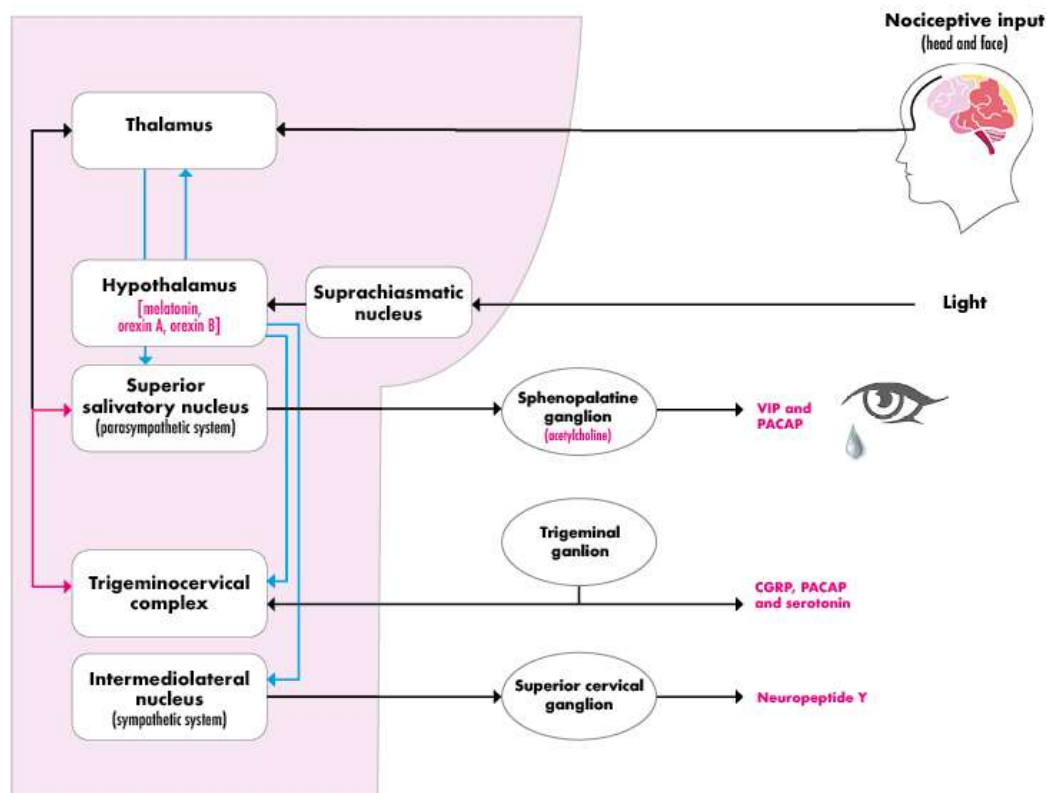 Nociceptive input
(head and face)
Thalamus
Hypothalamus
[melatonin,
orexin A, orexin B]
Suprachiasmatic
nucleus
Light
Superior
salivatory nucleus
(parasympathetic system)
Sphenopalatine
ganglion
(acetylcholine)
VIP and
PACAP
Trigeminal
ganlion
Trigeminocervical
complex
CGRP, PACAP
and serotonin
Intermediolateral
nucleus
(sympathetic system)
Superior cervical
ganglion
Neuropeptide Y